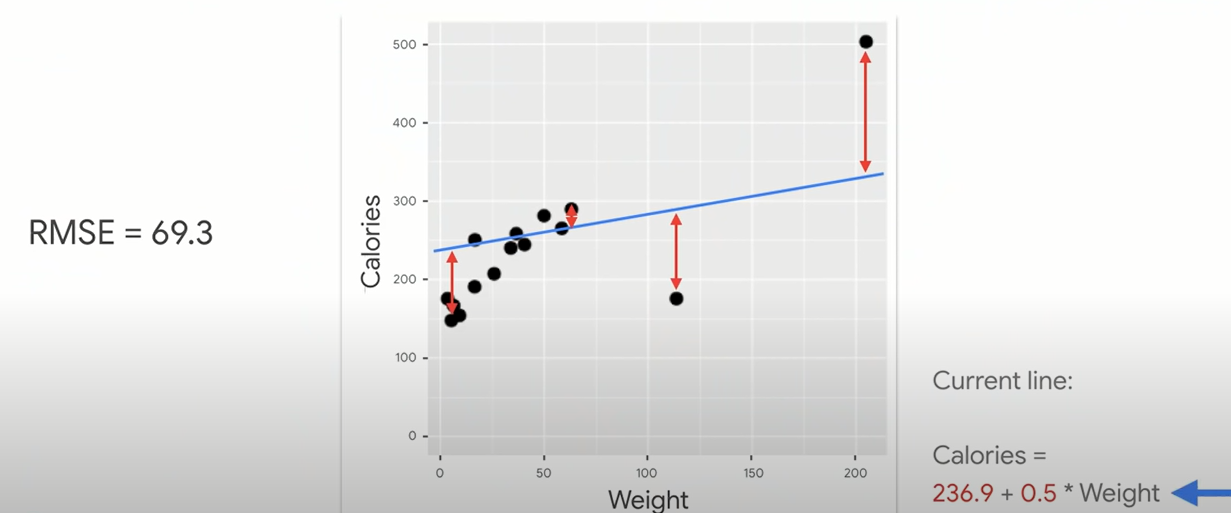 RMSE = 69.3
500
400
300
200
100
0
Calories
0 50 100 150 200
Weight
Current line:
Calories =
236.9 + 0.5 * Weight